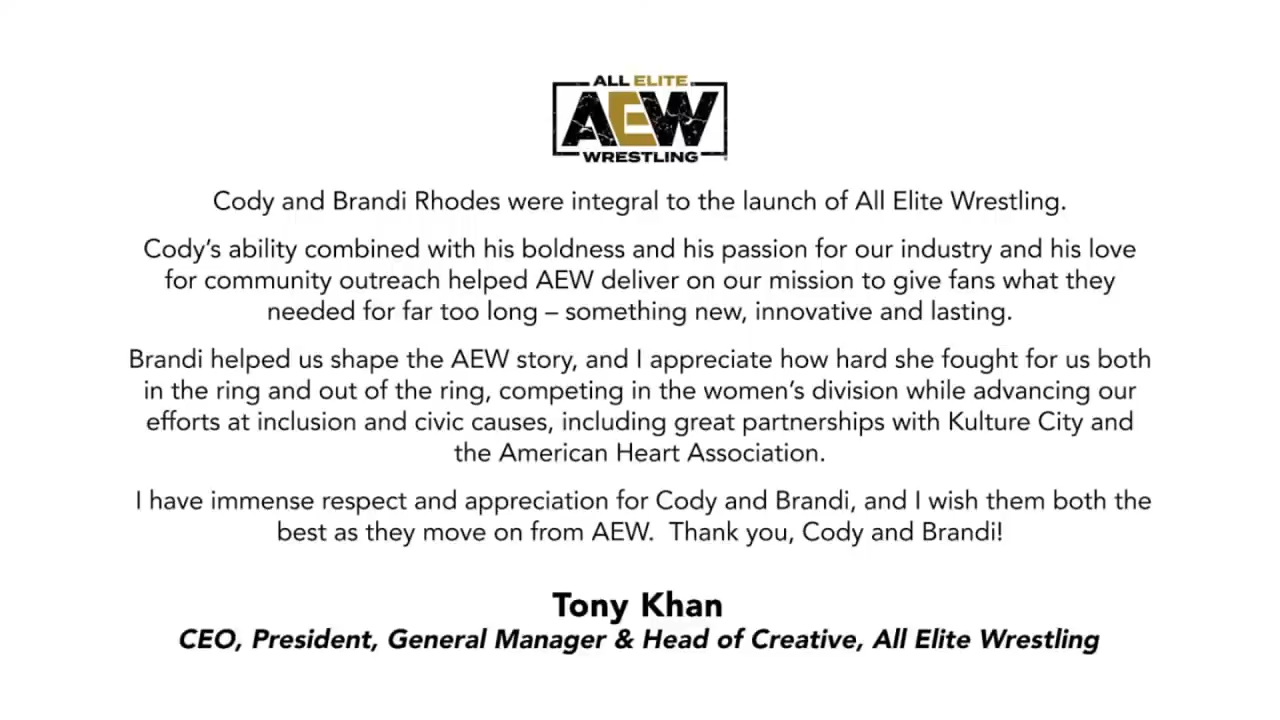 ALL ELITE
AEW
WRESTLING
Cody and Brandi Rhodes were integral to the launch of All Elite Wrestling.
Cody's ability combined with his boldness and his passion for our industry and his love
for community outreach helped AEW deliver on our mission to give fans what they
needed for far too long – something new, innovative and lasting.
Brandi helped us shape the AEW story, and I appreciate how hard she fought for us both
in the ring and out of the ring, competing in the women's division while advancing our
efforts at inclusion and civic causes, including great partnerships with Kulture City and
the American Heart Association.
I have immense respect and appreciation for Cody and Brandi, and I wish them both the
best as they move on from AEW.  Thank you, Cody and Brandi!
Tony Khan
CEO, President, General Manager & Head of Creative, All Elite Wrestling